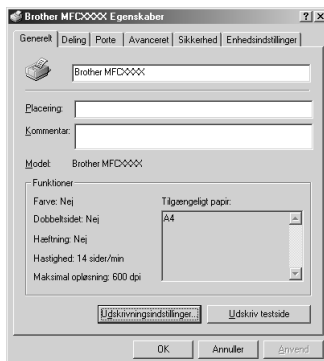 Brother MFCXXXX Egenskaber
Generelt Deling Porte Avanceret Sikkerhed Enhedsindstillinger
Brother MFCXXXX
Placering:
Kommentar:
Model: Brother MFCXXXX
Funktioner
Farve: Nej Tilgængeligt papir:
Dobbeltsidet: Nej A4
Hæftning: Nej
Hastighed: 14 sider/min
Maksimal opløsning: 600 dpi
Udskrivningsindstillinger... Udskriv testside
OK Annuller Anvend